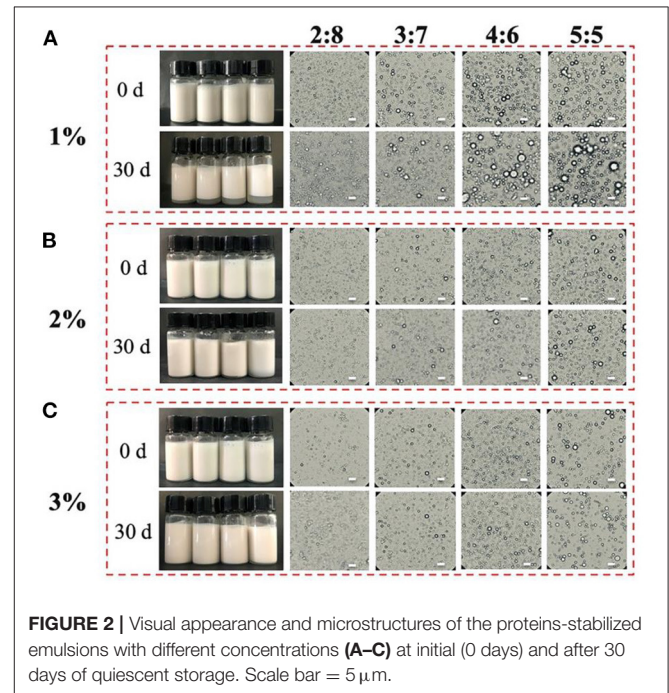 A 2:8 3:7 4:6 5:5
0 d
1%
30 d
B
0 d
2%
30 d
C
0 d
3%
30 d
FIGURE 2 | Visual appearance and microstructures of the proteins-stabilized
emulsions with different concentrations (A–C) at initial (0 days) and after 30
days of quiescent storage. Scale bar = 5 μm.